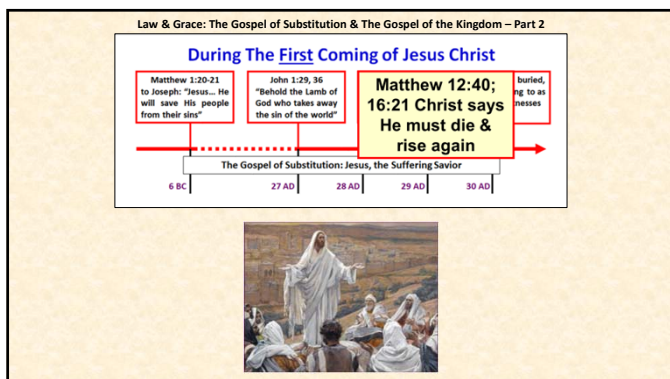 Law & Grace: The Gospel of Substitution & The Gospel of the Kingdom – Part 2
During The First Coming of Jesus Christ
Matthew 1:20-21
to Joseph: "Jesus... He
will save His people
from their sins"
John 1:29, 36
"Behold the Lamb of
God who takes away
the sin of the world"
Matthew 12:40;
16:21 Christ says
He must die &
rise again
buried,
The Gospel of Substitution: Jesus, the Suffering Savior
6 BC
27 AD
28 AD
29 AD
30 AD